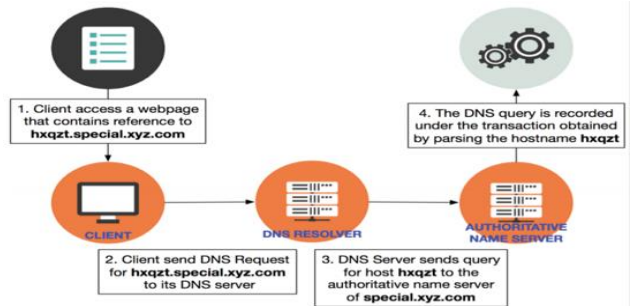 1. Client access a webpage
that contains reference to
hxqzt.special.xyz.com
4. The DNS query is recorded
under the transaction obtained
by parsing the hostname hxqzt
CLIENT
DNS RESOLVER
AUTHORITATIVE
NAME SERVER
2. Client send DNS Request
for hxqzt.special.xyz.com
to its DNS server
3. DNS Server sends query
for host hxqzt to the
authoritative name server
of special.xyz.com